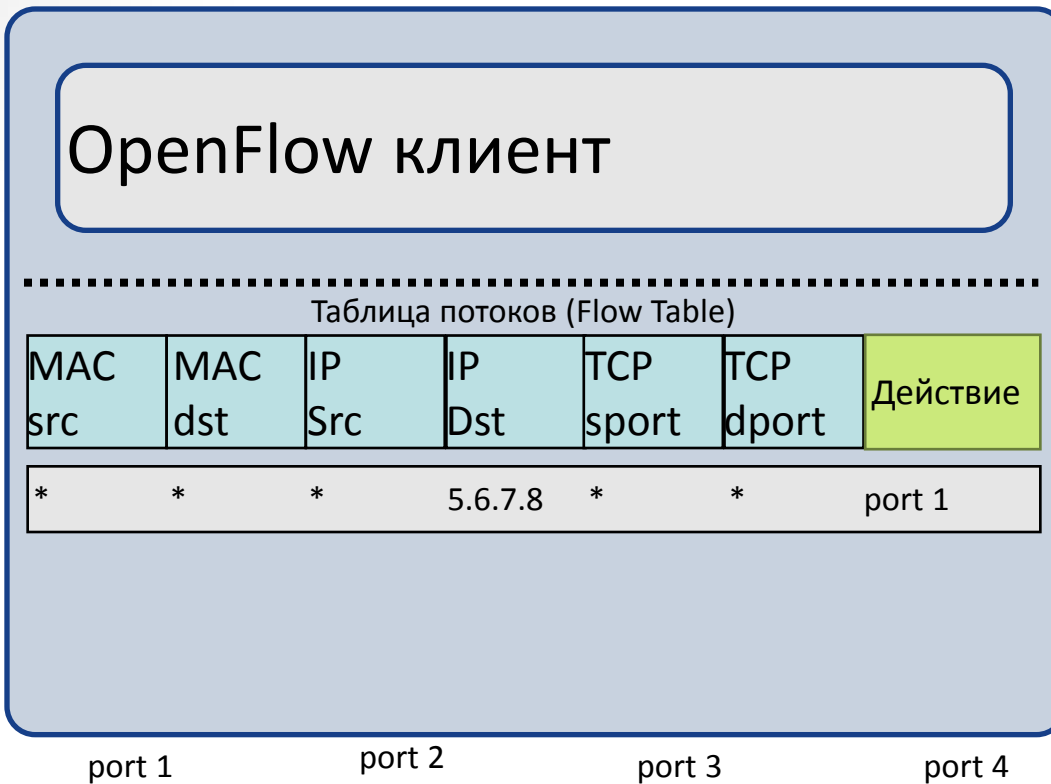 OpenFlow клиент
Таблица потоков (Flow Table)
MAC MAC IP IP TCP TCP
src dst Src Dst sport dport Действие
* * * 5.6.7.8 * * port 1
port 1 port 2 port 3 port 4